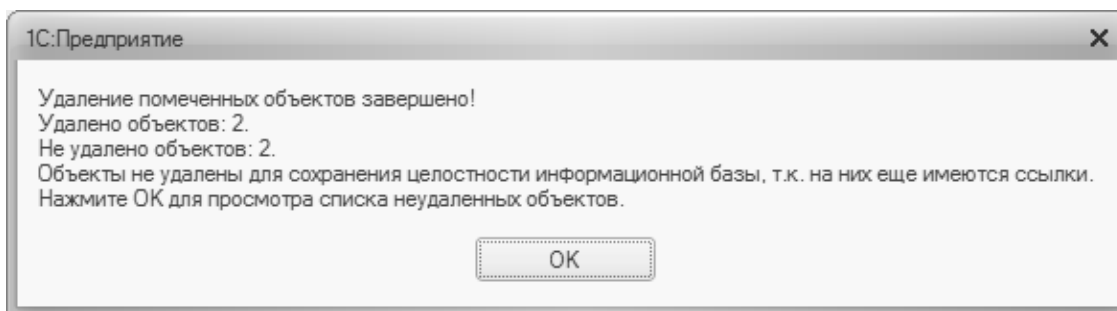 1С:Предприятие
Удаление помеченных объектов завершено!
Удалено объектов: 2.
Не удалено объектов: 2.
Объекты не удалены для сохранения целостности информационной базы, т.к. на них еще имеются ссылки.
Нажмите ОК для просмотра списка неудаленных объектов.
ОК